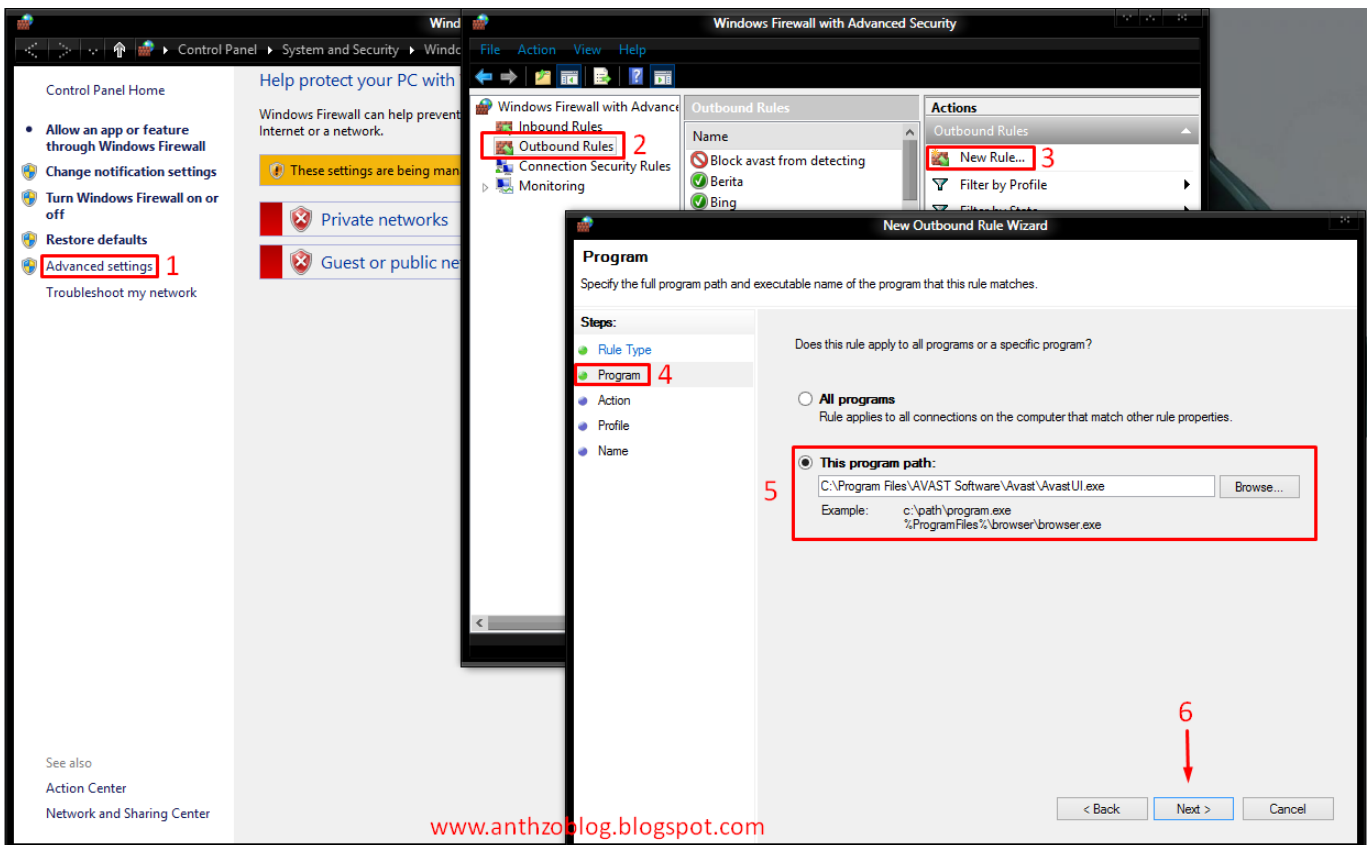 Wind
Control Panel
System and Security
Windc
Control Panel Home
Allow an app or feature
through Windows Firewall
Change notification settings
Turn Windows Firewall on or
off
Restore defaults
Advanced settings
1
Troubleshoot my network
See also
Action Center
Network and Sharing Center
Help protect your PC with
Windows Firewall can help prevent
Internet or a network.
These settings are being man
Private networks
Guest or public ne
Windows Firewall with Advanced Security
File Action View Help
Windows Firewall with Advance
Inbound Rules
Outbound Rules
2
Connection Security Rules
Monitoring
Outbound Rules
Name
Block avast from detecting
Berita
Bing
Actions
Outbound Rules
New Rule...
3
Filter by Profile
Filter by State
New Outbound Rule Wizard
Program
Specify the full program path and executable name of the program that this rule matches.
Steps:
Rule Type
Program
4
Action
Profile
Name
Does this rule apply to all programs or a specific program?
All programs
Rule applies to all connections on the computer that match other rule properties.
5
This program path:
C:\Program Files\AVAST Software\Avast\AvastUI.exe
Browse...
Example: c:\path\program.exe
%ProgramFiles%\browser\browser.exe
6
< Back
Next >
Cancel
www.anthzoblog.blogspot.com